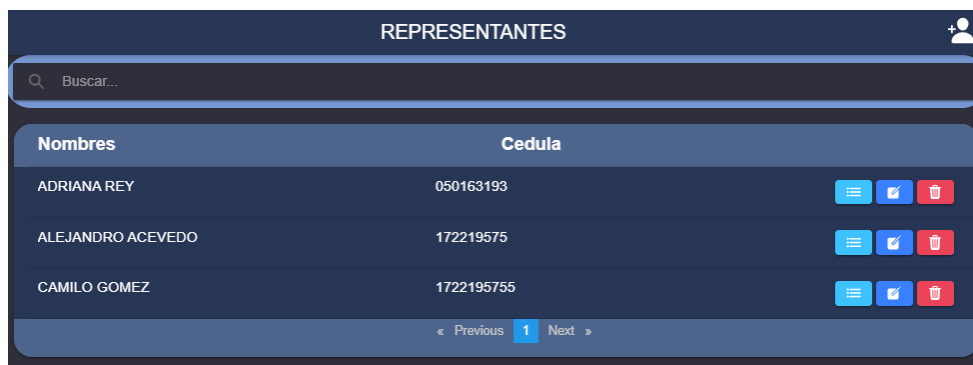 REPRESENTANTES
Buscar...
Nombres Cedula
ADRIANA REY 050163193
ALEJANDRO ACEVEDO 172219575
CAMILO GOMEZ 1722195755
« Previous 1 Next »